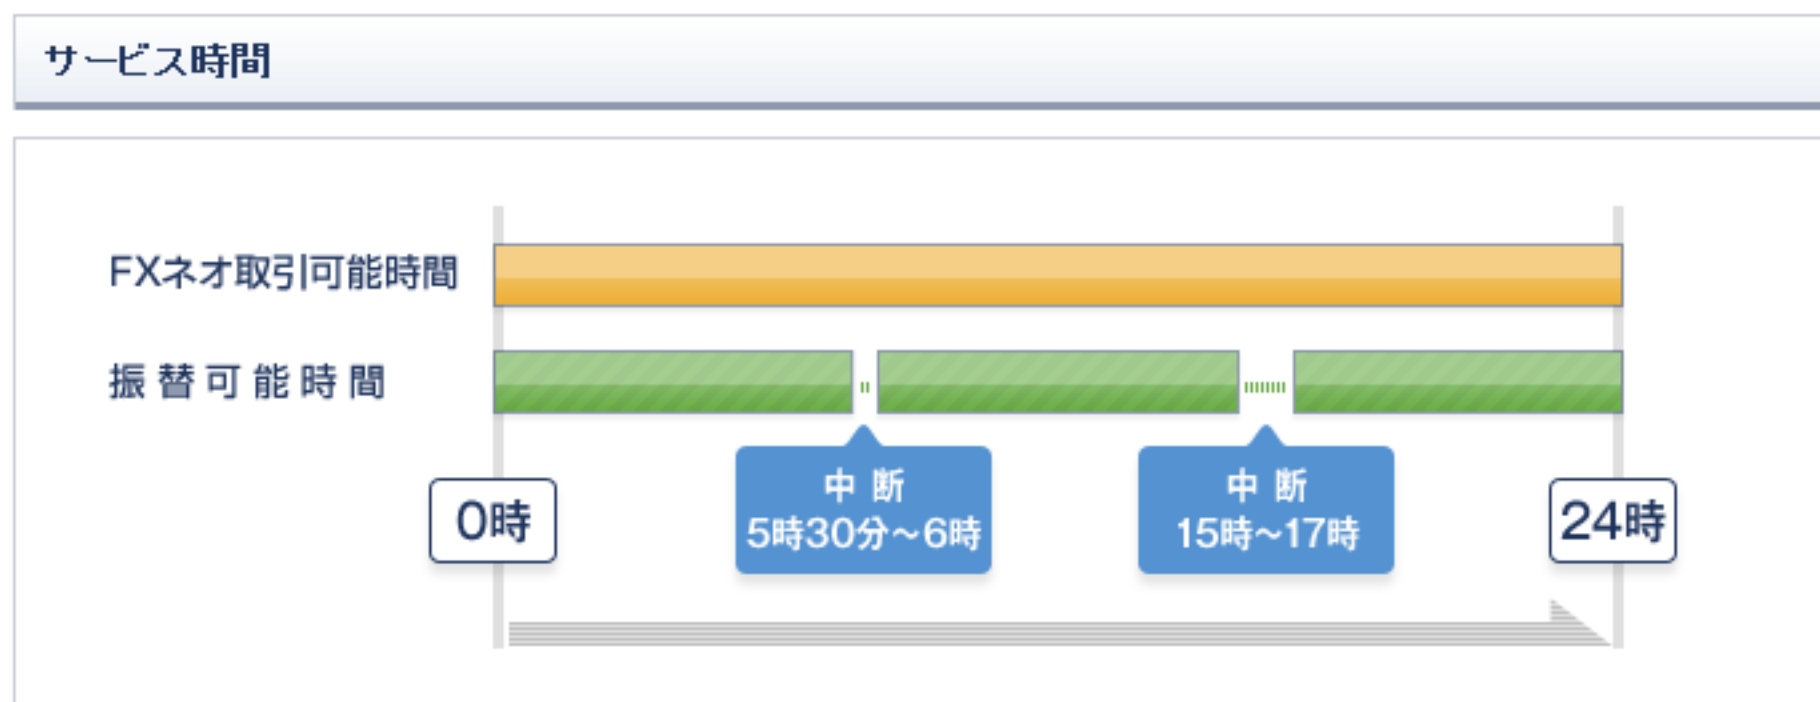 サービス時間
FXネオ取引可能時間
振替可能時間
中断
5時30分～6時
中断
15時～17時
0時
24時